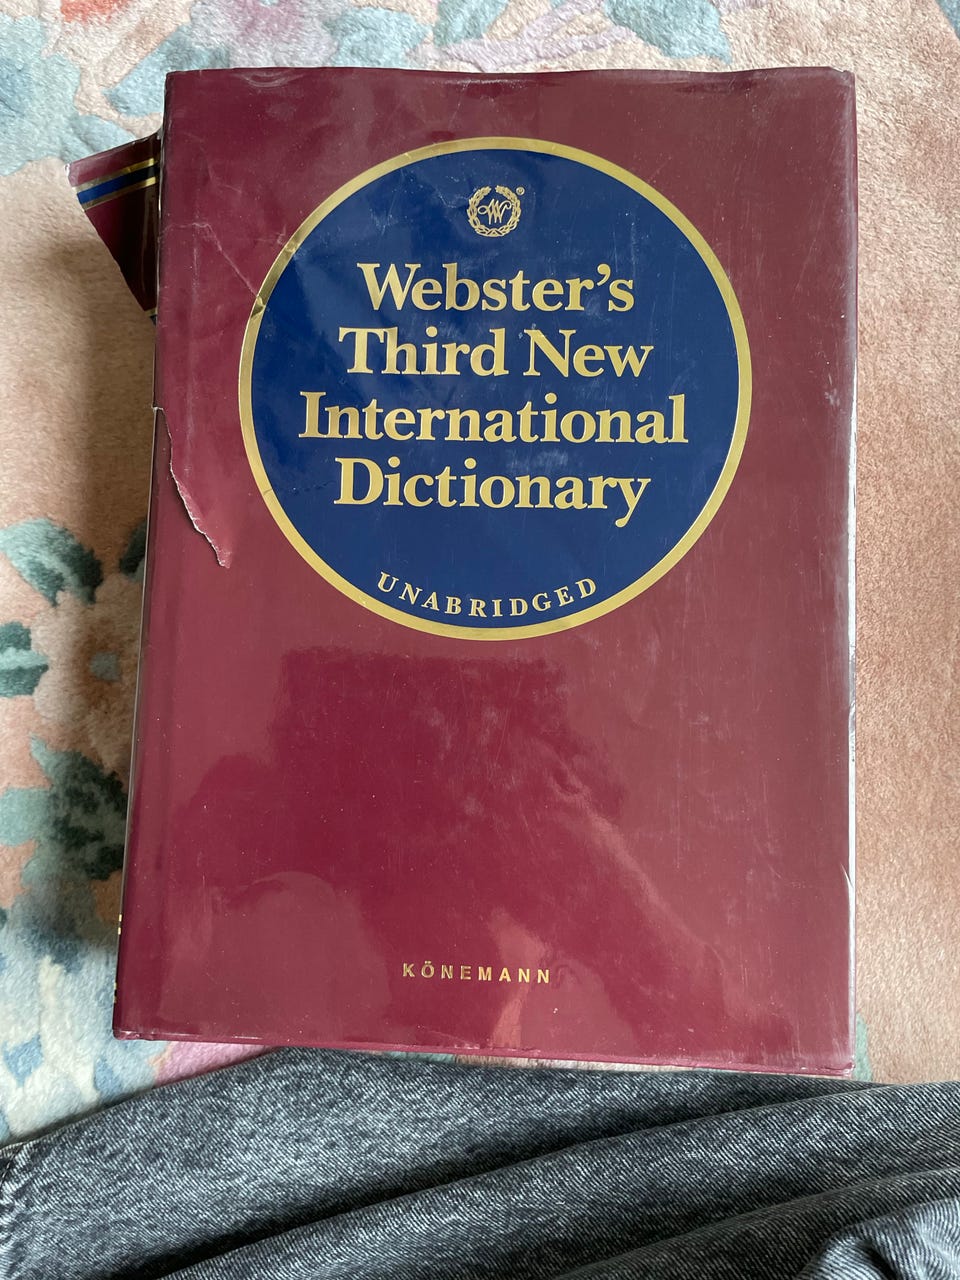 W®
Webster's
Third New
International
Dictionary
UNABRIDGED
KÖNEMANN